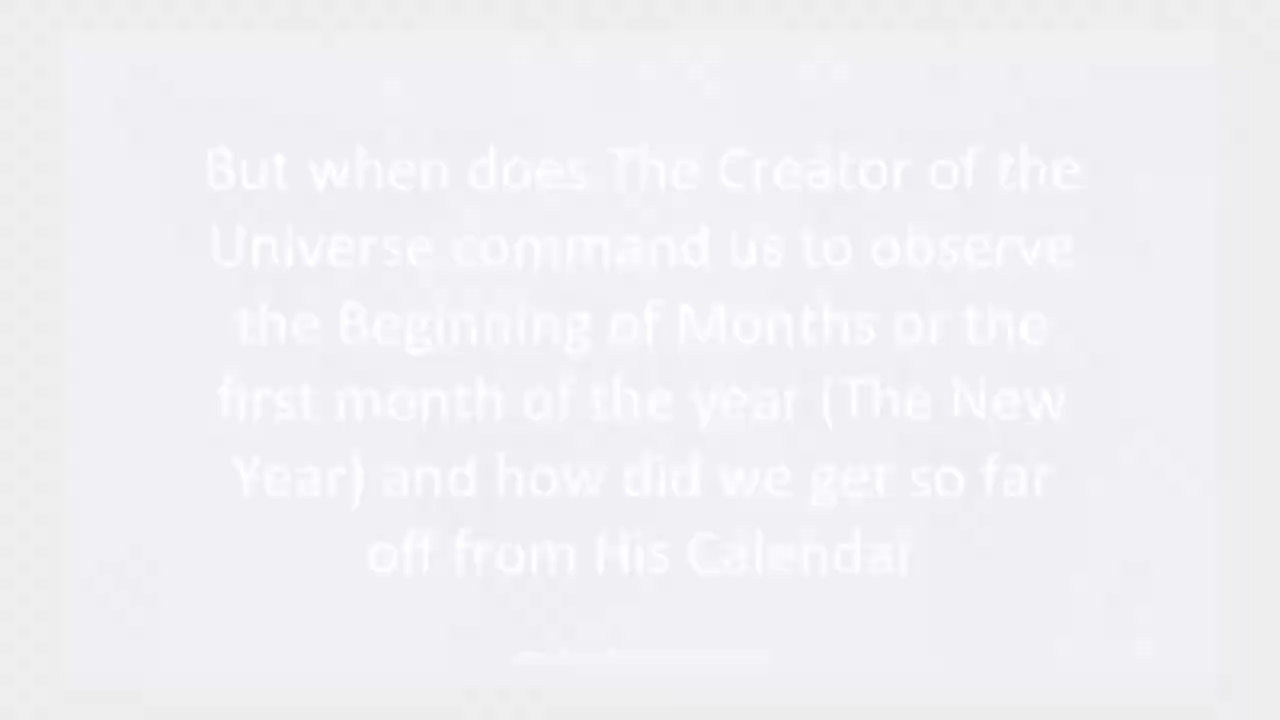 But when does The Creator of the
Universe command us to observe
the Beginning of Months or the
first month of the year (The New
Year) and how did we get so far
off from His Calendar